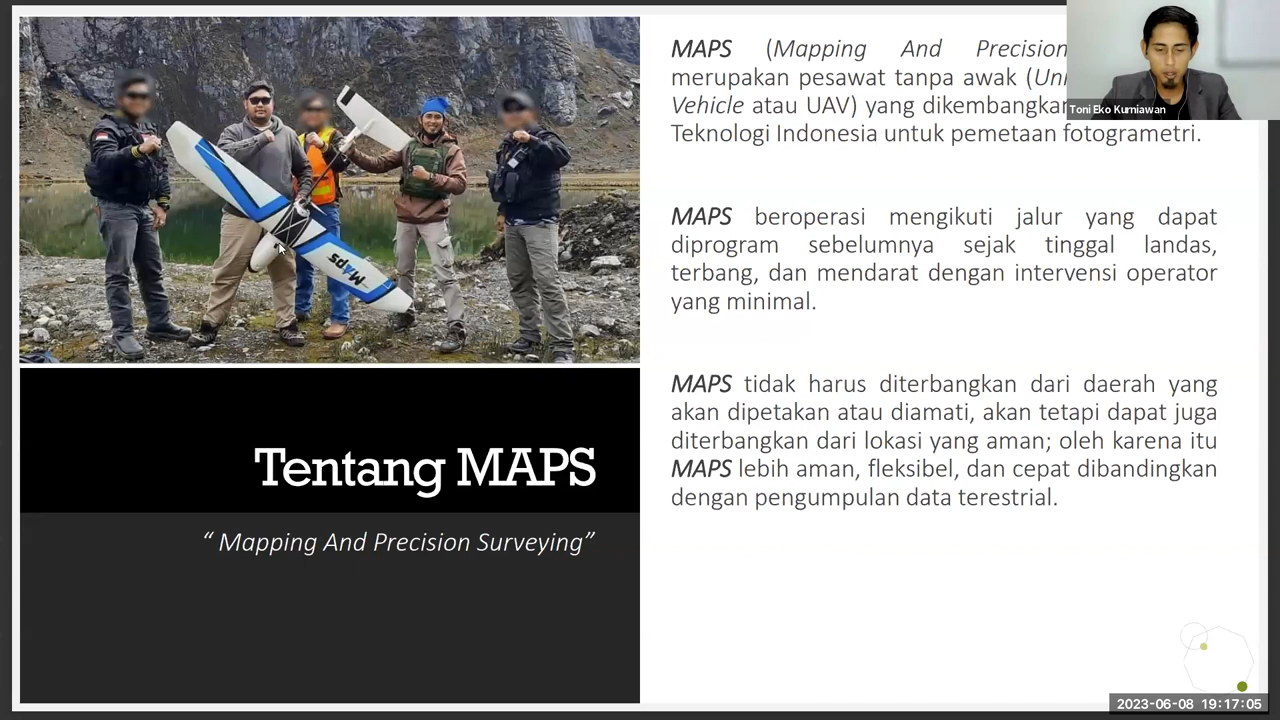 MAPS (Mapping And Precision
merupakan pesawat tanpa awak (
Vehicle atau UAV) yang dikembangkan
Teknologi Indonesia untuk pemetaan fotogrametri.
MAPS beroperasi mengikuti jalur yang dapat
diprogram sebelumnya sejak tinggal landas,
terbang, dan mendarat dengan intervensi operator
yang minimal.
MAPS tidak harus diterbangkan dari daerah yang
akan dipetakan atau diamati, akan tetapi dapat juga
diterbangkan dari lokasi yang aman; oleh karena itu
MAPS lebih aman, fleksibel, dan cepat dibandingkan
dengan pengumpulan data terestrial.
Maps
Tentang MAPS
“ Mapping And Precision Surveying”
Toni Eko Kurniawan
2023-06-08 19:17:05